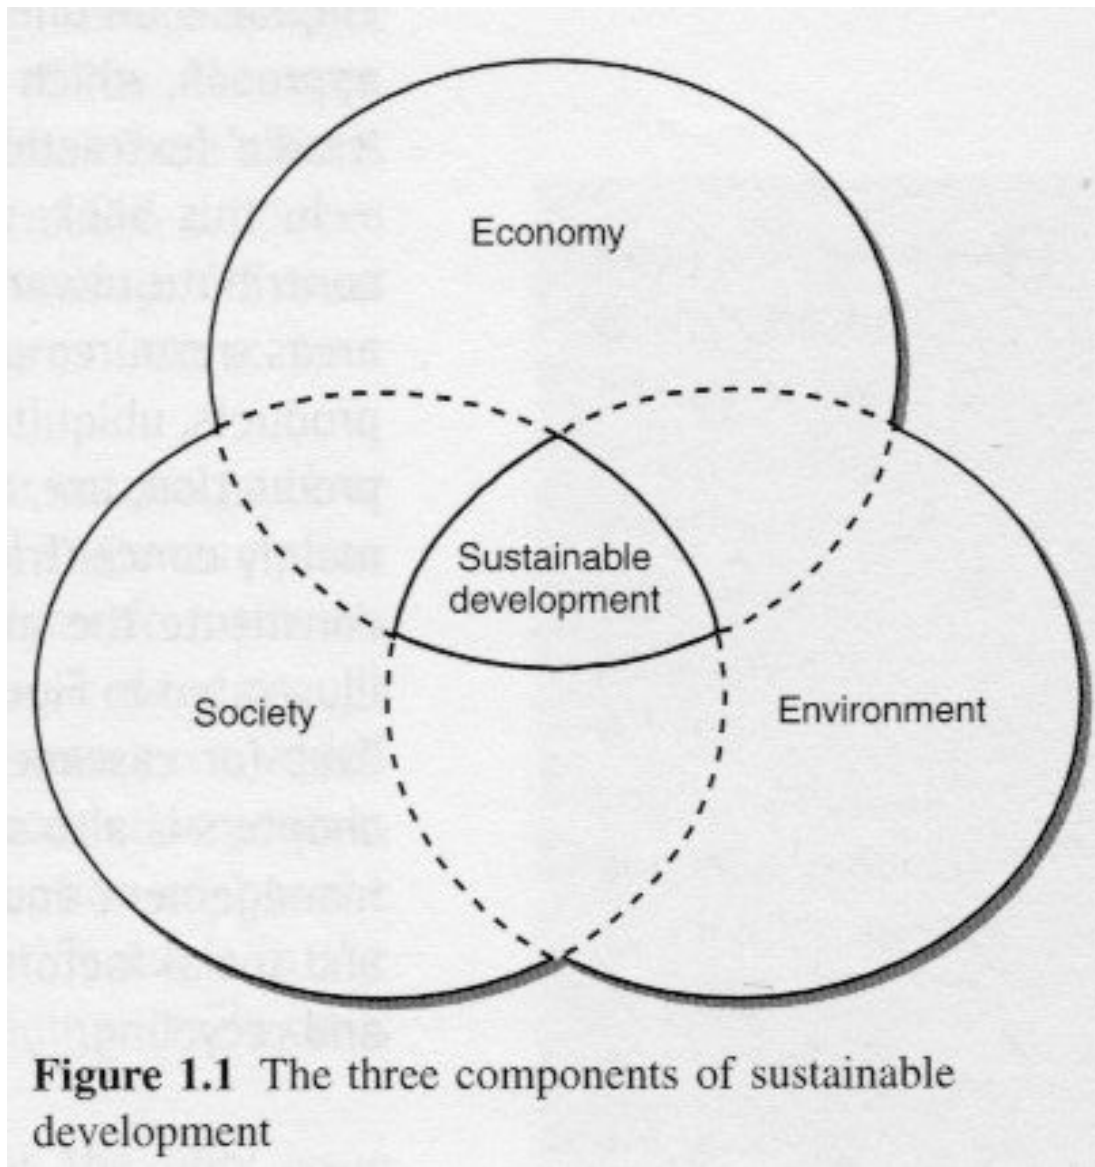 Economy
Sustainable
development
Society
Environment
Figure 1.1 The three components of sustainable
development